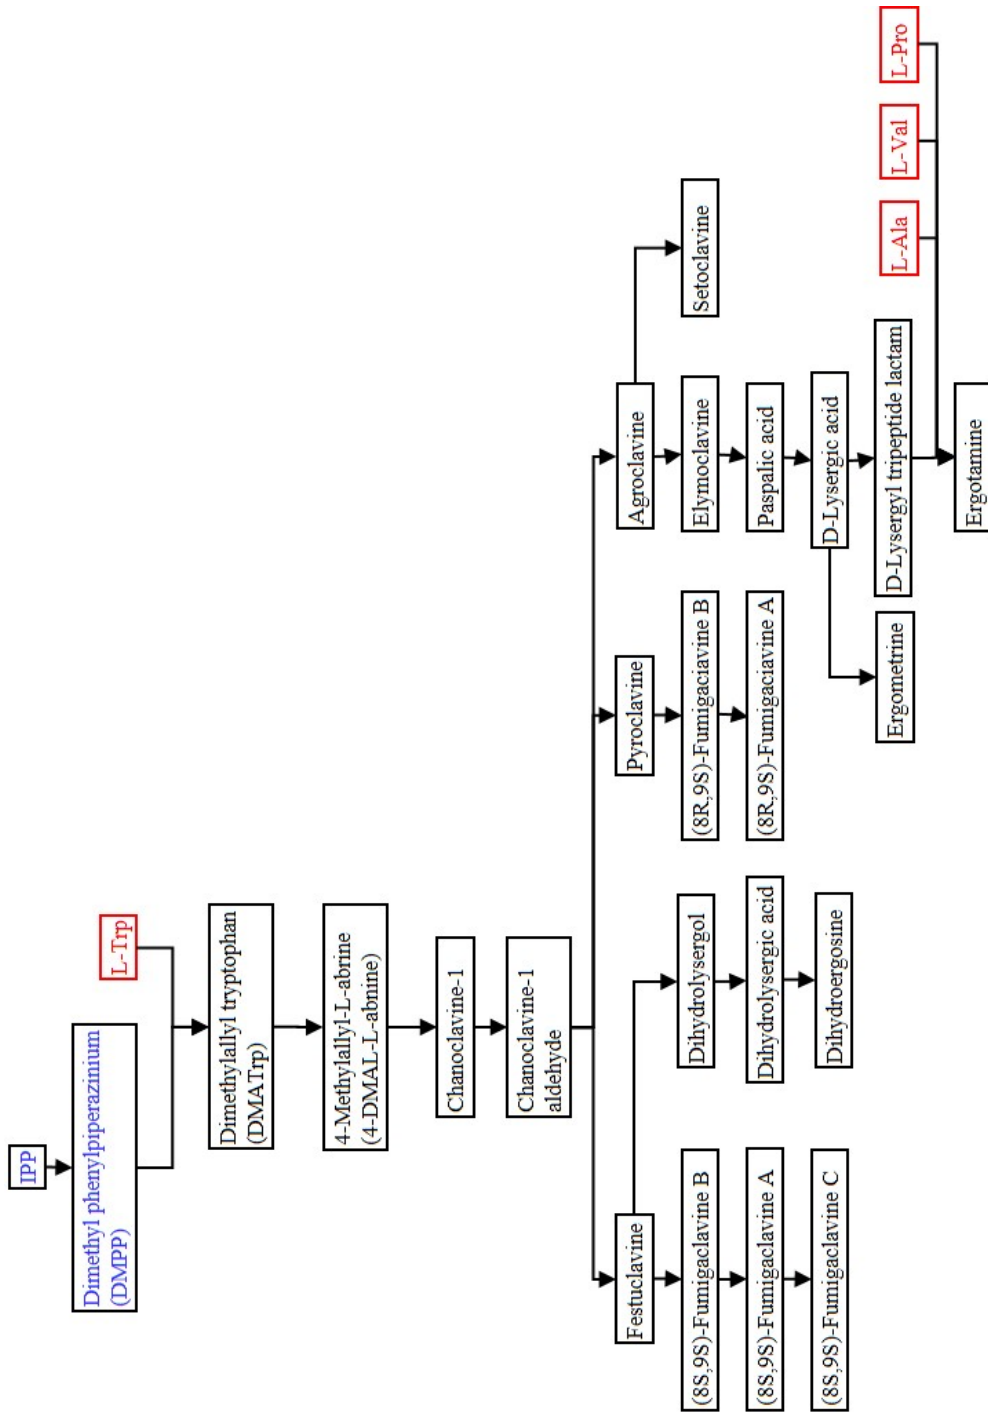 IPP
Dimethyl phenylpiperazinium
(DMPP)
L-Trp
Dimethylallyl tryptophan
(DMATrp)
4-Methylallyl-L-abrine
(4-DMAL-L-abnine)
Chanoclavine-1
Chanoclavine-1
aldehyde
Festuclavine
Pyroclavine
Agroclavine
(8S,9S)-Fumigaclavine B
Dihydrolysergol
(8R,9S)-Fumigaciavine B
Elymoclavine
Setoclavine
(8S,9S)-Fumigaclavine A
Dihydrolysergic acid
(8R,9S)-Fumigaciavine A
Paspalic acid
(8S,9S)-Fumigaclavine C
Dihydroergosine
D-Lysergic acid
Ergometrine
D-Lysergyl tripeptide lactam
L-Ala
L-Val
L-Pro
Ergotamine